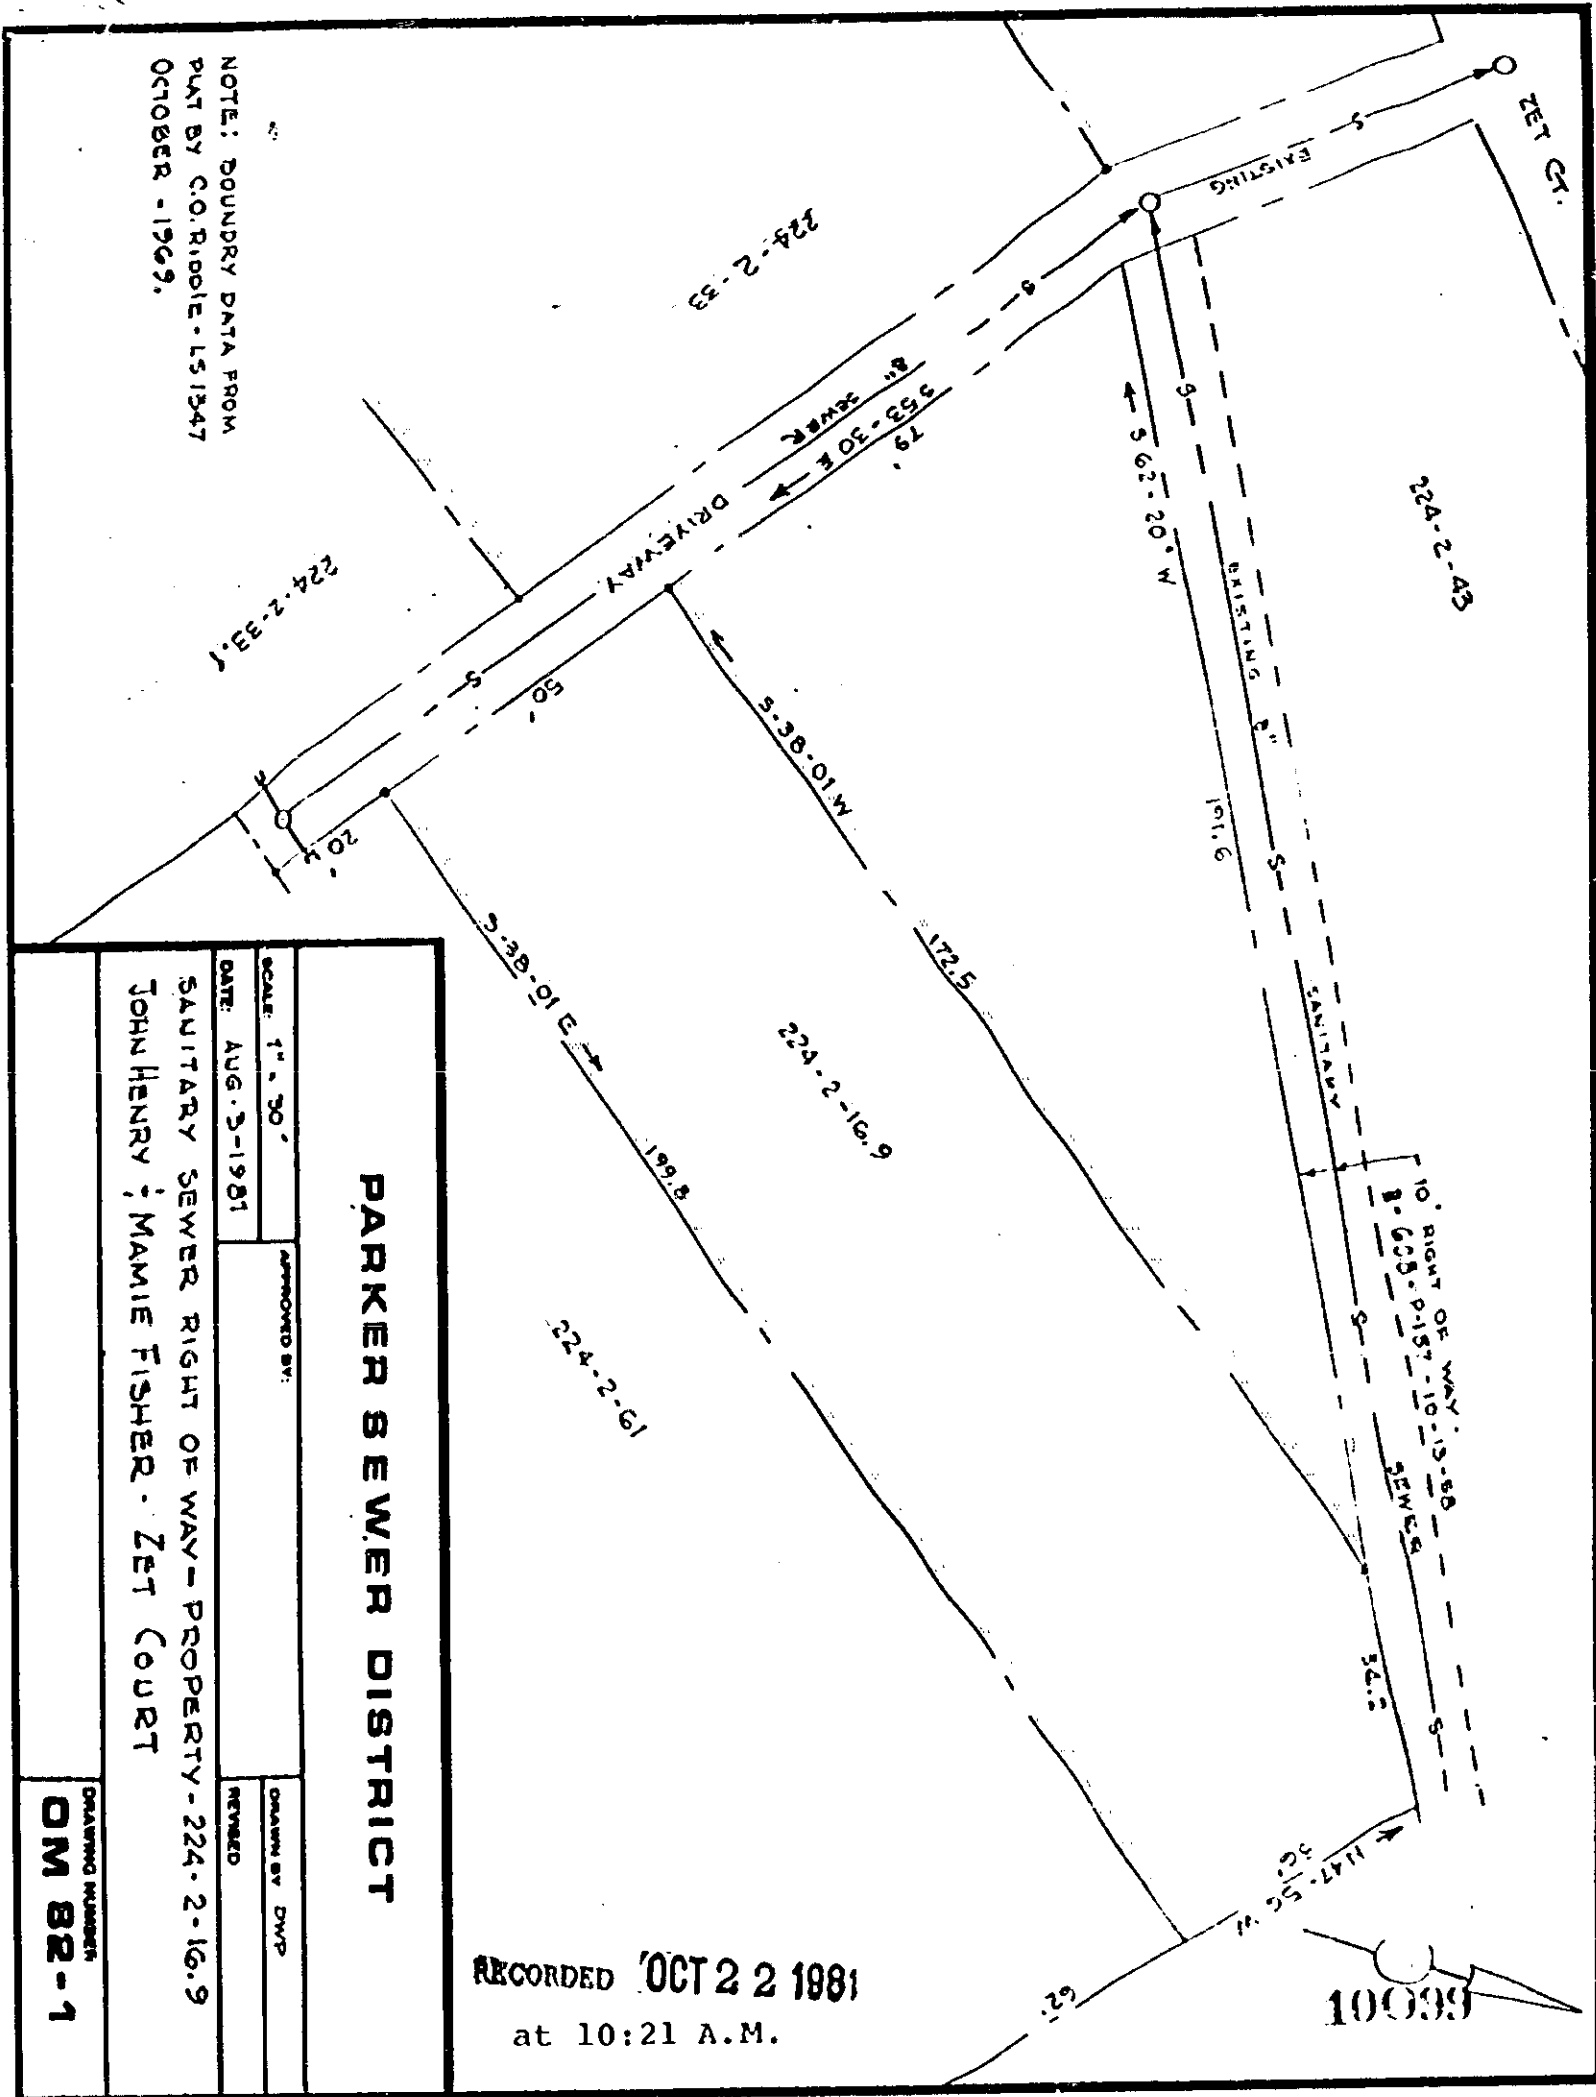 ZET CT.
EXISTING
S
S
224-2-33
NOTE: BOUNDRY DATA FROM
PLAT BY C.O. RIDDLE - LS 1347
OCTOBER - 1969.
8" SEWER
S 53-30 E
79'
DRIVEWAY
224-2-33.1
S
50'
20'
S 62-20' W
EXISTING 8"
SANITARY
SEWER
S
S
S
S
191.6
34.2
224-2-43
10' RIGHT OF WAY.
S-38-01 W
172.5
224-2-16.9
S-38-01 E
199.8
224-2-61
N47-56 W
36'
62'
10099
RECORDED OCT 22 1981
at 10:21 A.M.
PARKER SEWER DISTRICT
SCALE: 1" = 30'
APPROVED BY:
DRAWN BY DWP
DATE: AUG-3-1981
REVISED
SANITARY SEWER RIGHT OF WAY - PROPERTY - 224-2-16.9
JOHN HENRY & MAMIE FISHER - ZET COURT
DRAWING NUMBER
OM 82-1